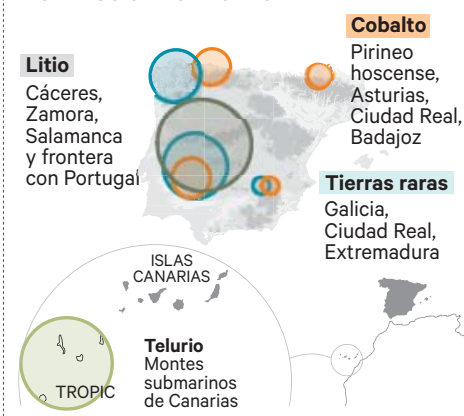 Litio
Cáceres,
Zamora,
Salamanca
y frontera
con Portugal
Cobalto
Pirineo
hoscense,
Asturias,
Ciudad Real,
Badajoz
Tierras raras
Galicia,
Ciudad Real,
Extremadura
ISLAS
CANARIAS
Telurio
Montes
submarinos
de Canarias
TROPIC